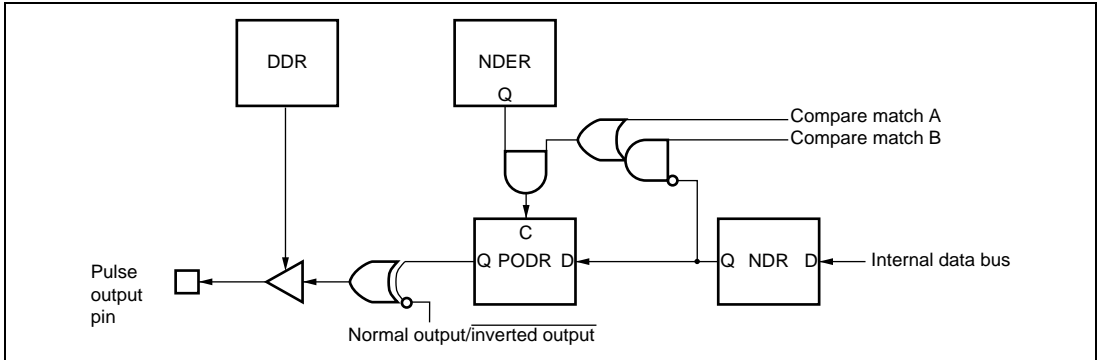 DDR
NDER
Q
Compare match A
Compare match B
C
Q PODR D
Q NDR D
Internal data bus
Pulse
output
pin
Normal output/inverted output